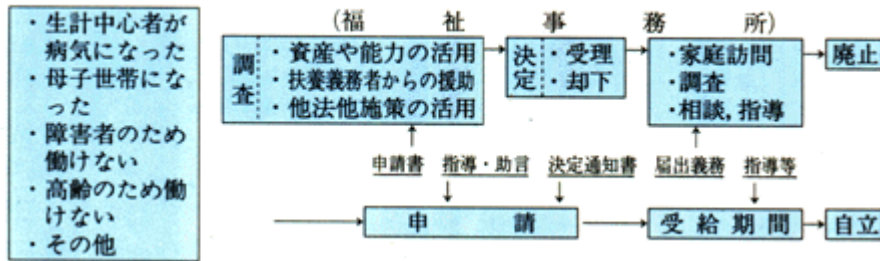 (福祉事務所)
・生計中心者が
病気になった
・母子世帯にな
った
・障害者のため
働けない
・高齢のため働
けない
・その他
調査
・資産や能力の活用
・扶養義務者からの援助
・他法他施策の活用
決定
・受理
・却下
・家庭訪問
・調査
・相談,指導
廃止
申請書
指導・助言
決定通知書
届出義務
指導等
申請
受給期間
自立